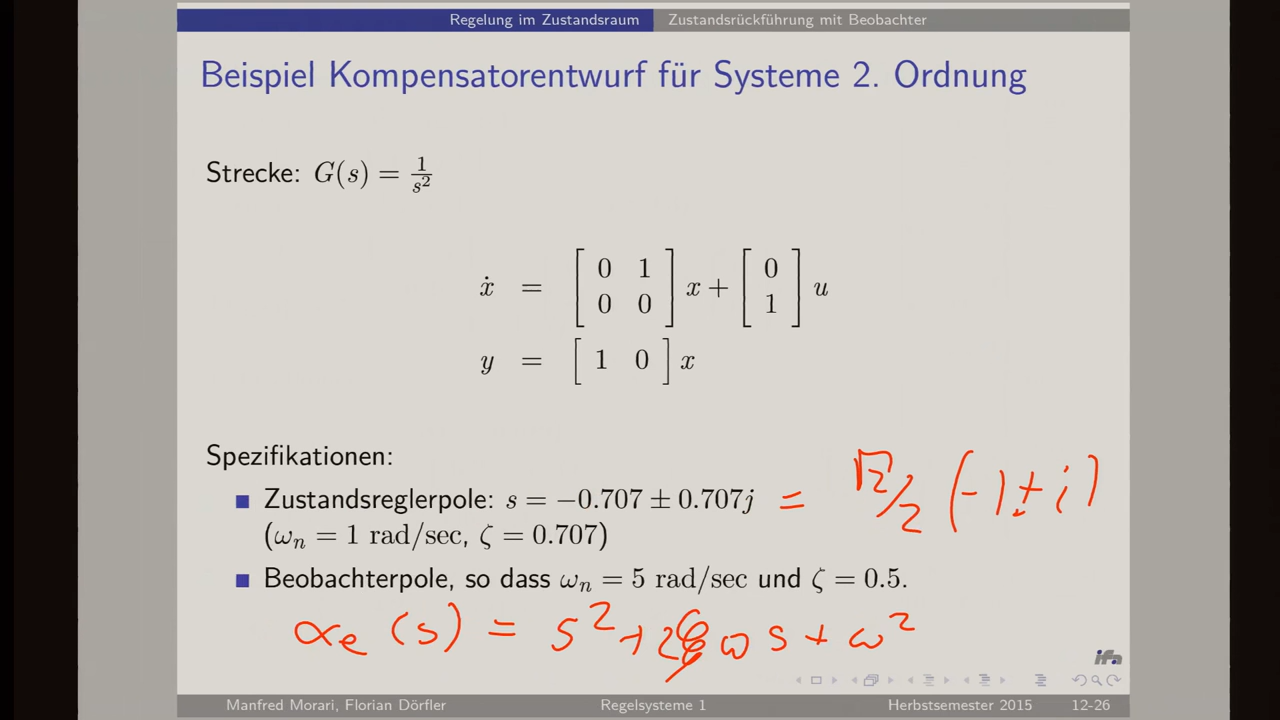 Regelung im Zustandsraum Zustandsrückführung mit Beobachter
Beispiel Kompensatorentwurf für Systeme 2. Ordnung
Strecke: G(s) = 1/s²
ẋ = [0 1; 0 0] x + [0; 1] u
y = [1 0] x
Spezifikationen:
Zustandsreglerpole: s = −0.707 ± 0.707j = √2/2 (-1 ± i)
(ωn = 1 rad/sec, ζ = 0.707)
Beobachterpole, so dass ωn = 5 rad/sec und ζ = 0.5.
αe (s) = s² + 2ζ ω s + ω²
ifa
Manfred Morari, Florian Dörfler Regelsysteme 1 Herbstsemester 2015 12-26